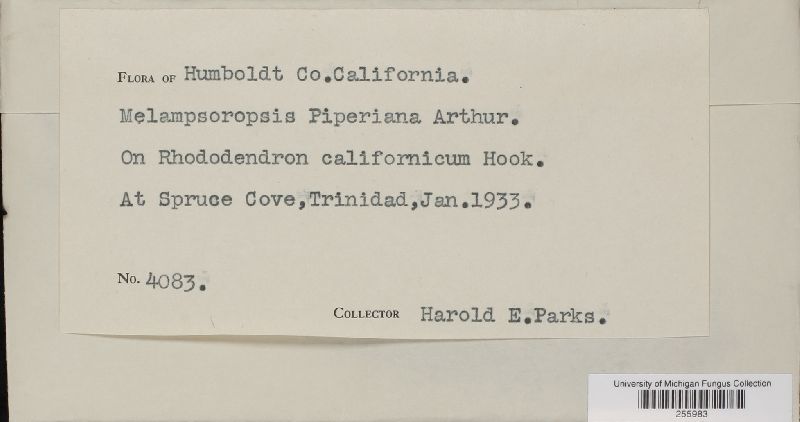 FLORA OF Humboldt Co.California.
Melampsoropsis Piperiana Arthur.
On Rhododendron californicum Hook.
At Spruce Cove,Trinidad,Jan.1933.
No. 4083.
COLLECTOR Harold E.Parks.
University of Michigan Fungus Collection
255983